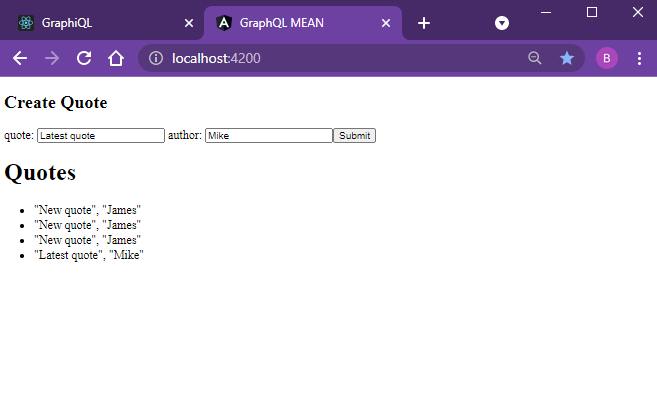 GraphiQL
GraphQL MEAN
localhost:4200
B
Create Quote
quote: Latest quote author: Mike Submit
Quotes
"New quote", "James"
"New quote", "James"
"New quote", "James"
"Latest quote", "Mike"